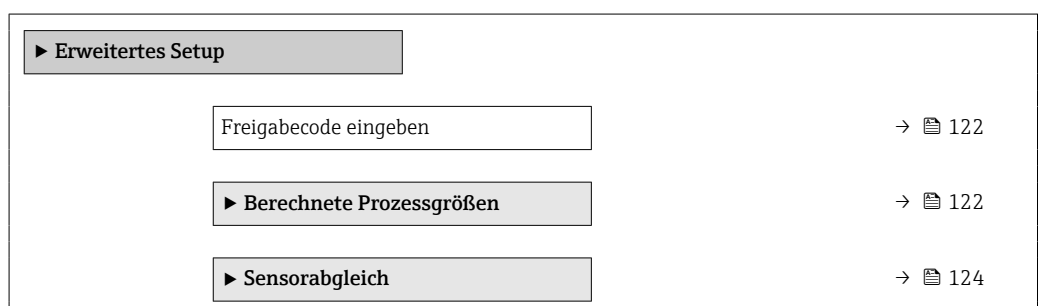 ▶ Erweitertes Setup
Freigabecode eingeben → 122
▶ Berechnete Prozessgrößen → 122
▶ Sensorabgleich → 124